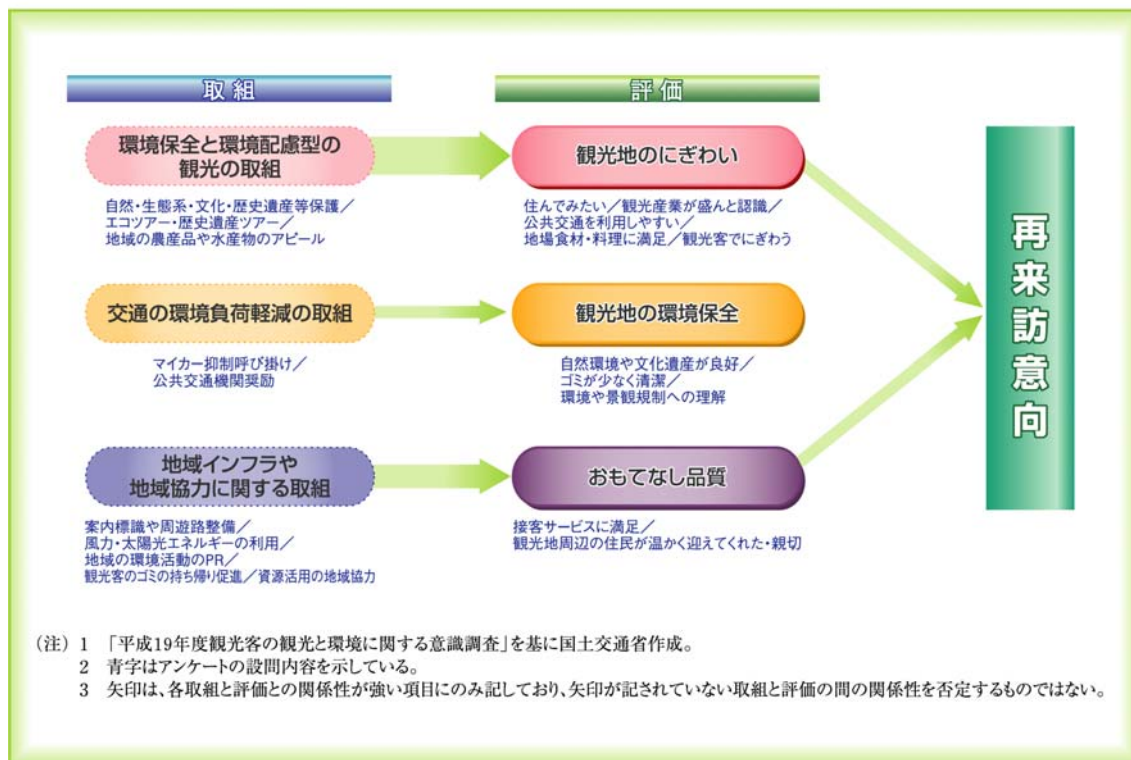 取組
評価
環境保全と環境配慮型の
観光の取組
自然・生態系・文化・歴史遺産等保護／
エコツアー・歴史遺産ツアー／
地域の農産品や水産物のアピール
観光地のにぎわい
住んでみたい／観光産業が盛んと認識／
公共交通を利用しやすい／
地場食材・料理に満足／観光客でにぎわう
交通の環境負荷軽減の取組
マイカー抑制呼び掛け／
公共交通機関奨励
観光地の環境保全
自然環境や文化遺産が良好／
ゴミが少なく清潔／
環境や景観規制への理解
地域インフラや
地域協力に関する取組
案内標識や周遊路整備／
風力・太陽光エネルギーの利用／
地域の環境活動のPR／
観光客のゴミの持ち帰り促進／資源活用の地域協力
おもてなし品質
接客サービスに満足／
観光地周辺の住民が温かく迎えてくれた・親切
再来訪意向
（注）1 「平成19年度観光客の観光と環境に関する意識調査」を基に国土交通省作成。
2 青字はアンケートの設問内容を示している。
3 矢印は、各取組と評価との関係性が強い項目にのみ記しており、矢印が記されていない取組と評価の間の関係性を否定するものではない。